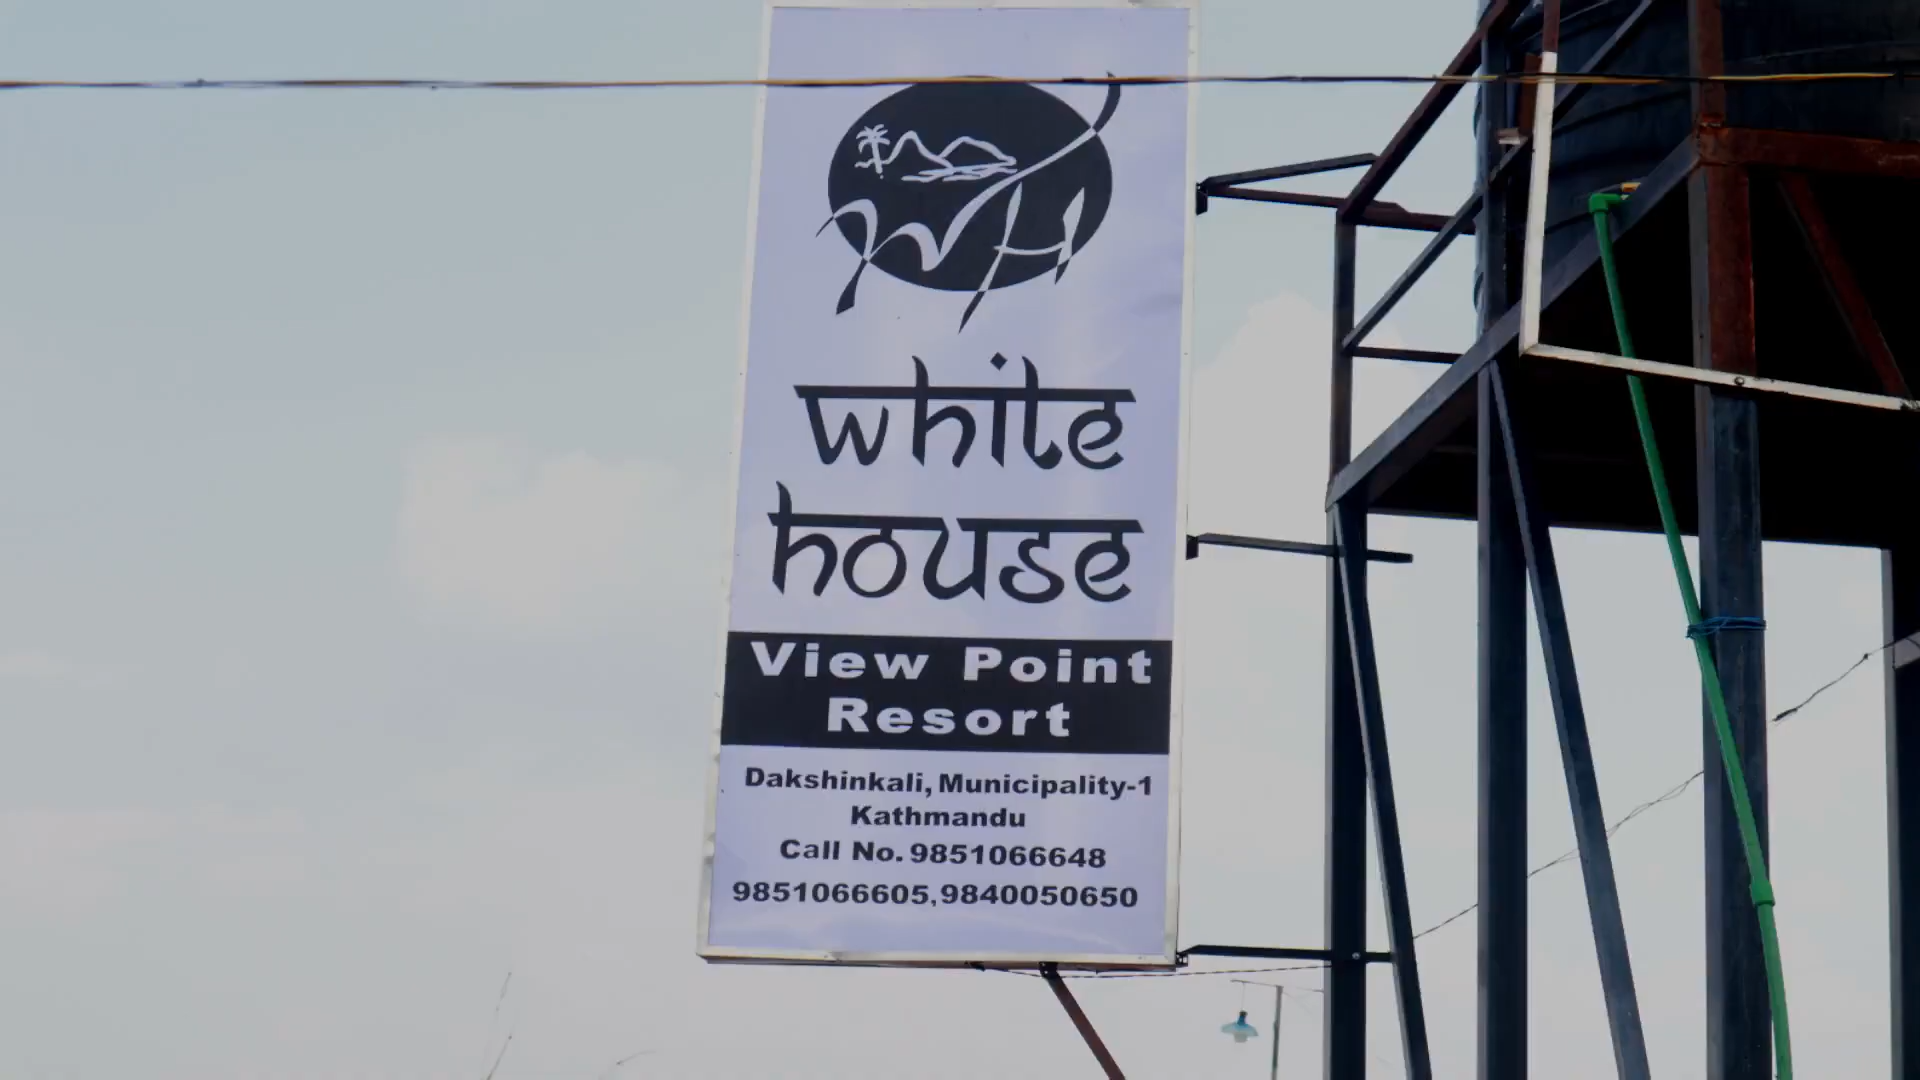 WH
white
house
View Point
Resort
Dakshinkali, Municipality-1
Kathmandu
Call No. 9851066648
9851066605, 9840050650